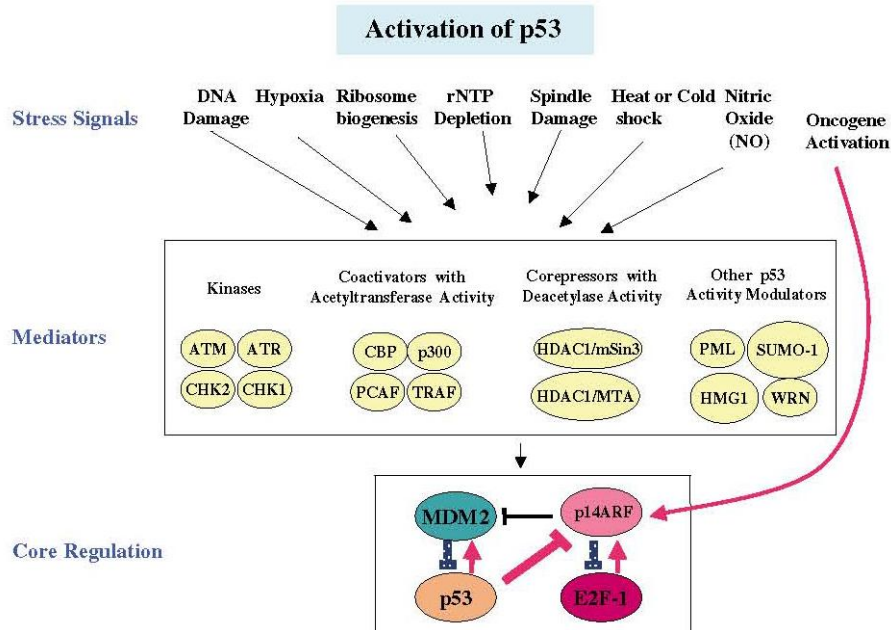 Activation of p53
Stress Signals
DNA
Damage
Hypoxia
Ribosome
biogenesis
rNTP
Depletion
Spindle
Damage
Heat or Cold
shock
Nitric
Oxide
(NO)
Oncogene
Activation
Mediators
Kinases
ATM
ATR
CHK2
CHK1
Coactivators with
Acetyltransferase Activity
CBP
p300
PCAF
TRAF
Corepressors with
Deacetylase Activity
HDAC1/mSin3
HDAC1/MTA
Other p53
Activity Modulators
PML
SUMO-1
HMG1
WRN
Core Regulation
MDM2
p14ARF
p53
E2F-1